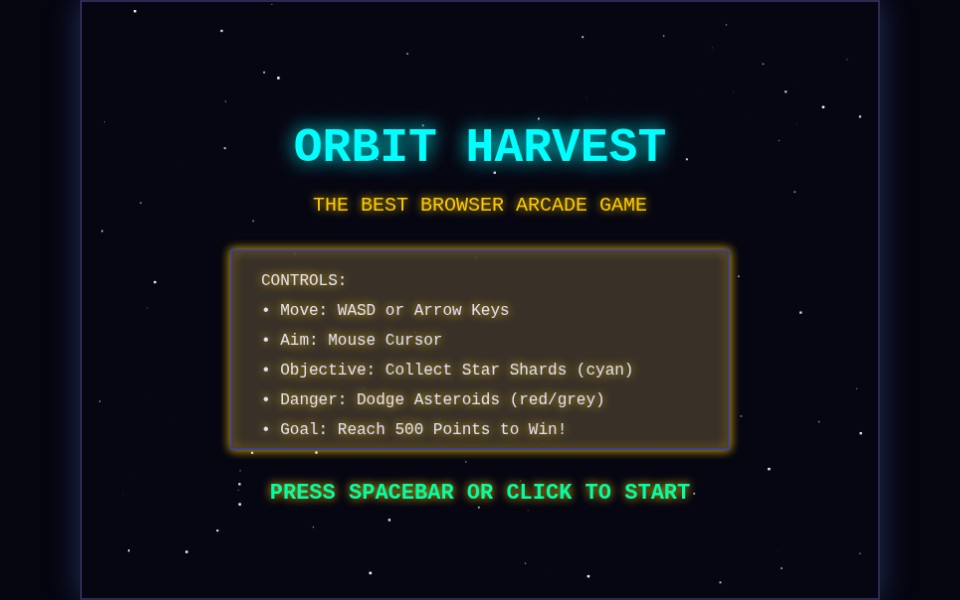 ORBIT HARVEST
THE BEST BROWSER ARCADE GAME
CONTROLS:
• Move: WASD or Arrow Keys
• Aim: Mouse Cursor
• Objective: Collect Star Shards (cyan)
• Danger: Dodge Asteroids (red/grey)
• Goal: Reach 500 Points to Win!
PRESS SPACEBAR OR CLICK TO START